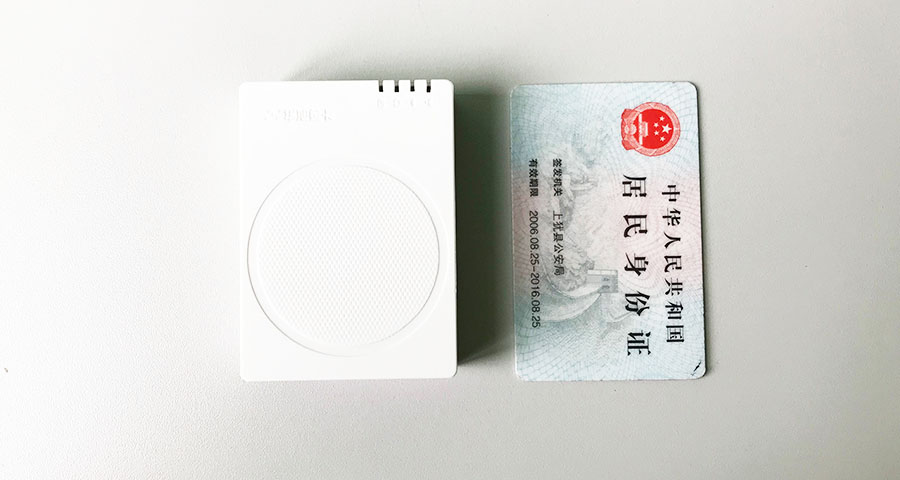 中华人民共和国
居民身份证
签发机关 上犹县公安局
有效期限 2006.08.25-2016.08.25